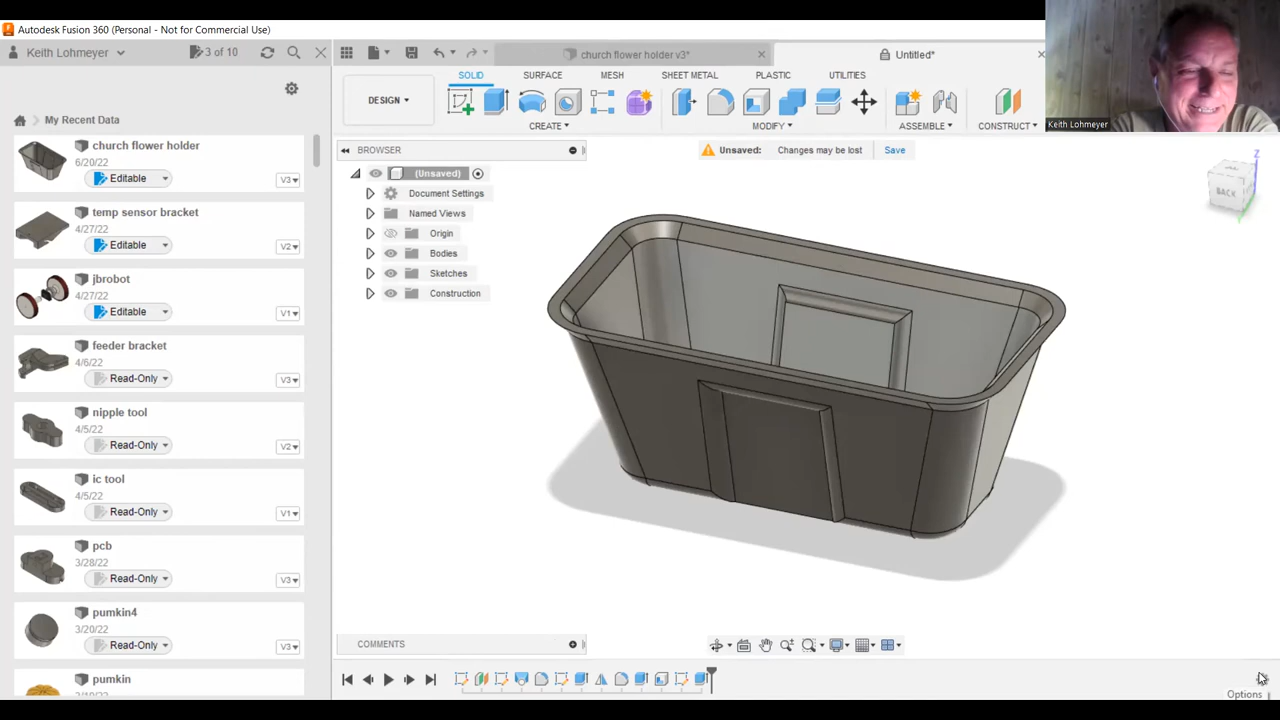 Autodesk Fusion 360 (Personal - Not for Commercial Use)
Keith Lohmeyer
3 of 10
church flower holder v3*
Untitled*
SOLID
SURFACE
MESH
SHEET METAL
PLASTIC
UTILITIES
DESIGN
CREATE
MODIFY
ASSEMBLE
CONSTRUCT
Keith Lohmeyer
My Recent Data
church flower holder
6/20/22
Editable
V3
temp sensor bracket
4/27/22
Editable
V2
jbrobot
4/27/22
Editable
V1
feeder bracket
4/6/22
Read-Only
V3
nipple tool
4/5/22
Read-Only
V2
ic tool
4/5/22
Read-Only
V1
pcb
3/28/22
Read-Only
V3
pumkin4
3/20/22
Read-Only
V3
pumkin
BROWSER
(Unsaved)
Document Settings
Named Views
Origin
Bodies
Sketches
Construction
Unsaved: Changes may be lost Save
Z
BACK
COMMENTS
Options